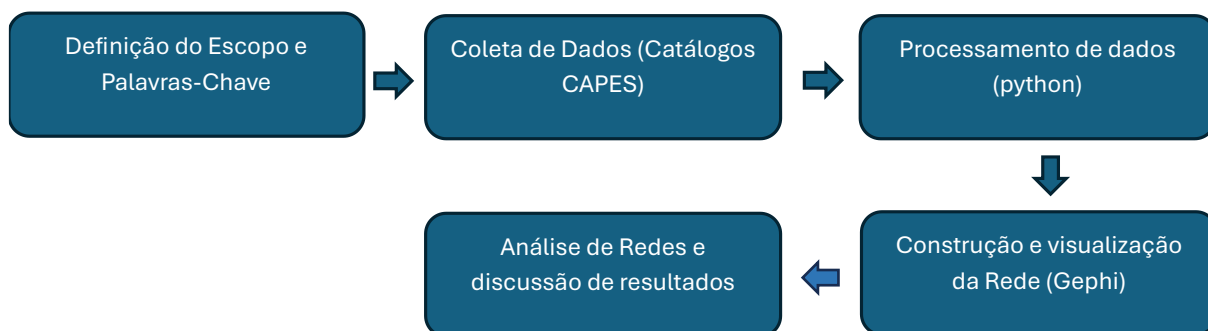 Definição do Escopo e
Palavras-Chave
Coleta de Dados (Catálogos
CAPES)
Processamento de dados
(python)
Construção e visualização
da Rede (Gephi)
Análise de Redes e
discussão de resultados